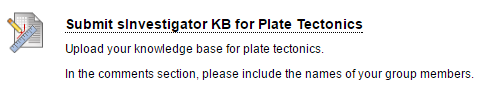 Submit sInvestigator KB for Plate Tectonics
Upload your knowledge base for plate tectonics.
In the comments section, please include the names of your group members.